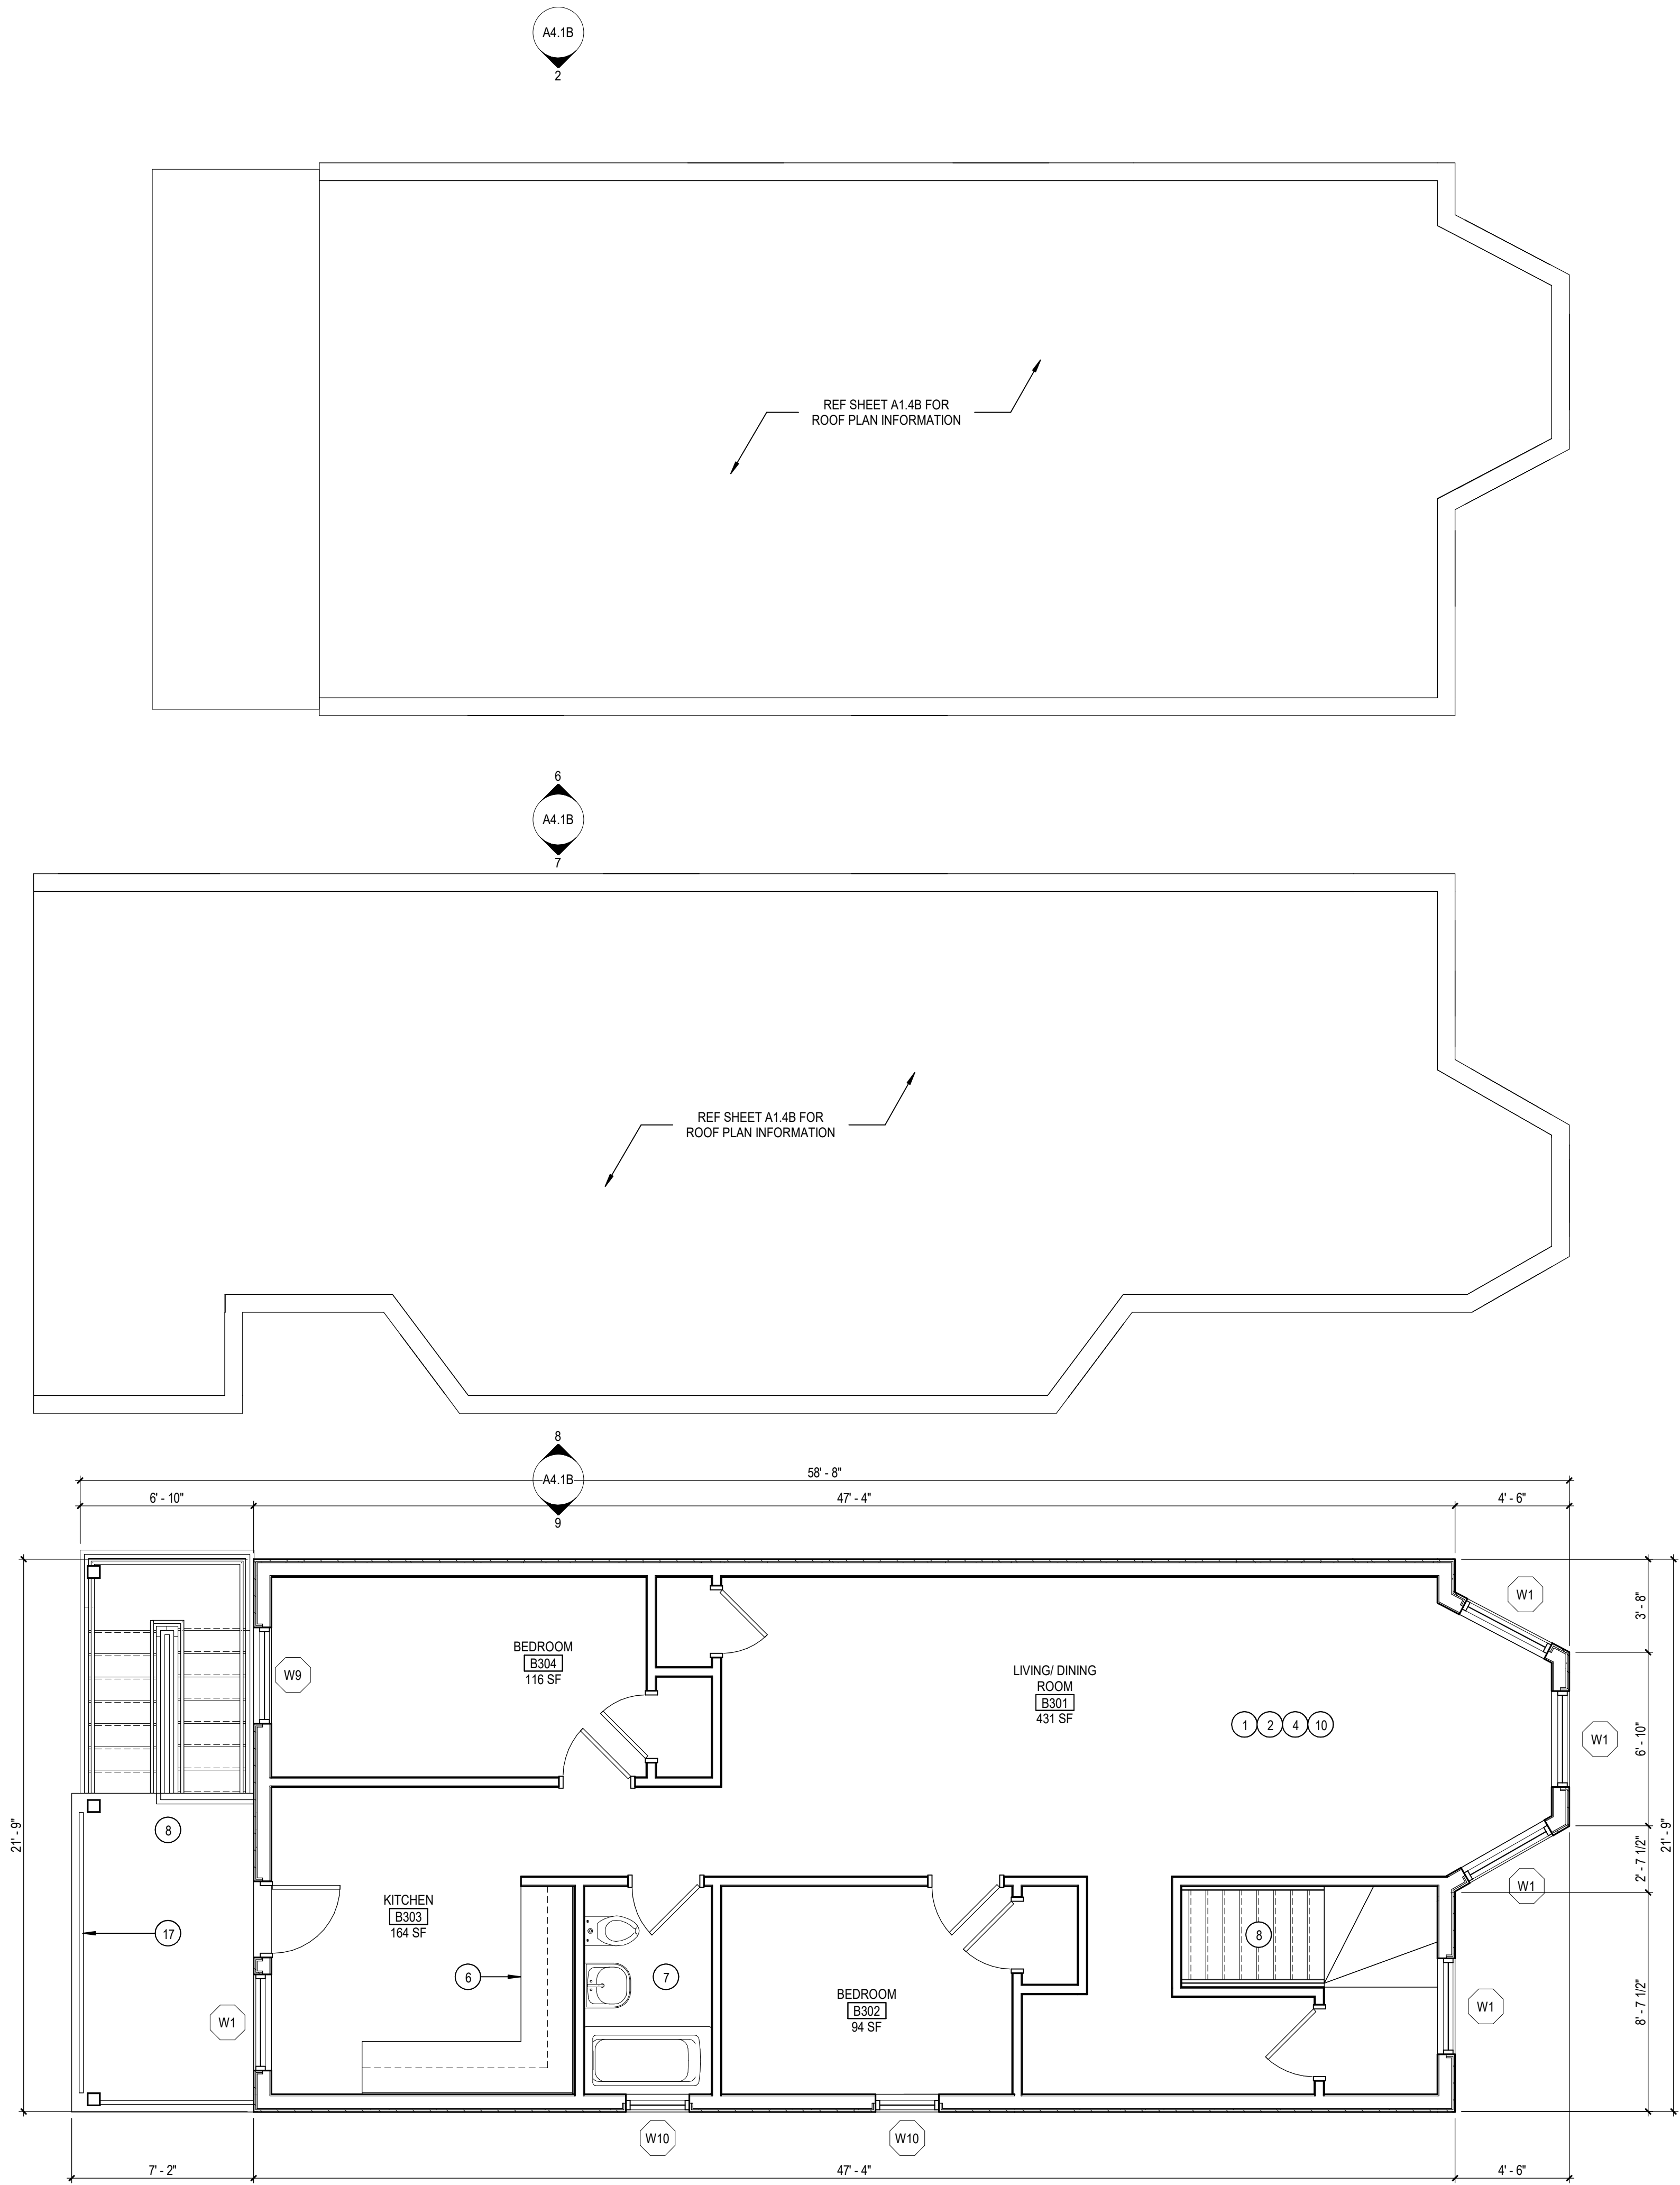 A4.1B
2
REF SHEET A1.4B FOR
ROOF PLAN INFORMATION
6
A4.1B
7
REF SHEET A1.4B FOR
ROOF PLAN INFORMATION
8
A4.1B
9
58' - 8"
6' - 10"
47' - 4"
4' - 6"
W1
3' - 8"
BEDROOM
B304
116 SF
W9
LIVING/ DINING
ROOM
B301
431 SF
1 2 4 10
W1
6' - 10"
21' - 9"
8
2' - 7 1/2"
21' - 9"
W1
KITCHEN
B303
164 SF
17
8
6
7
BEDROOM
B302
94 SF
W1
W1
8' - 7 1/2"
W10
W10
7' - 2"
47' - 4"
4' - 6"